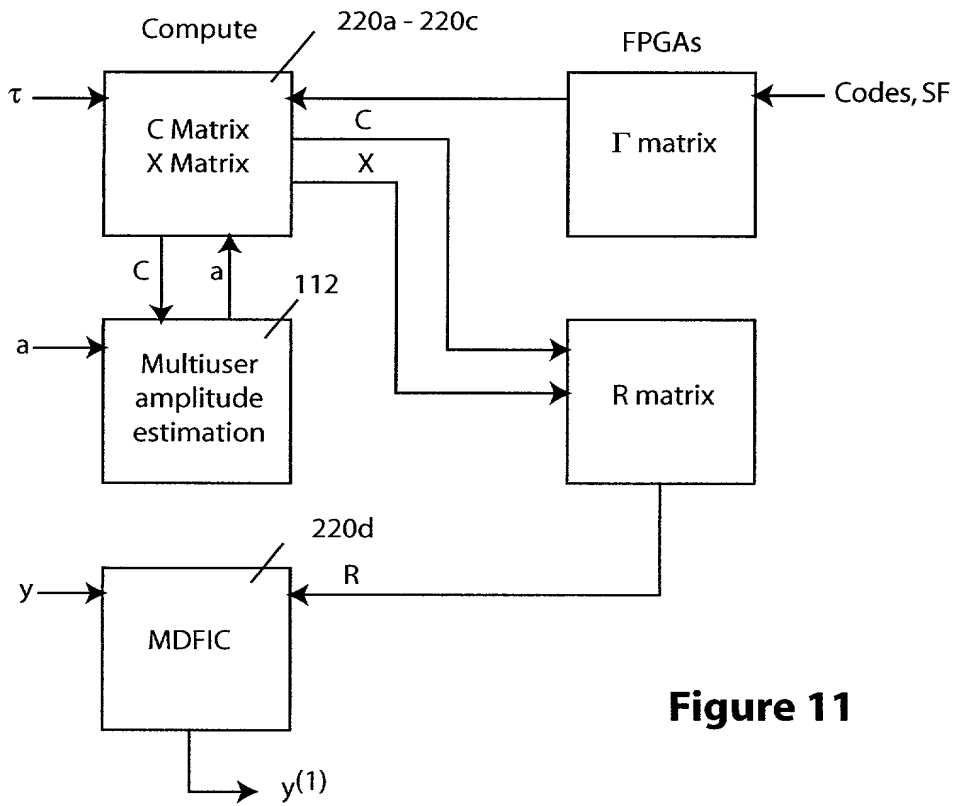 Compute
220a - 220c
FPGAs
τ
C Matrix
X Matrix
C
X
Γ matrix
Codes, SF
C
a
112
a
Multiuser
amplitude
estimation
R matrix
220d
y
R
MDFIC
Figure 11
y(1)